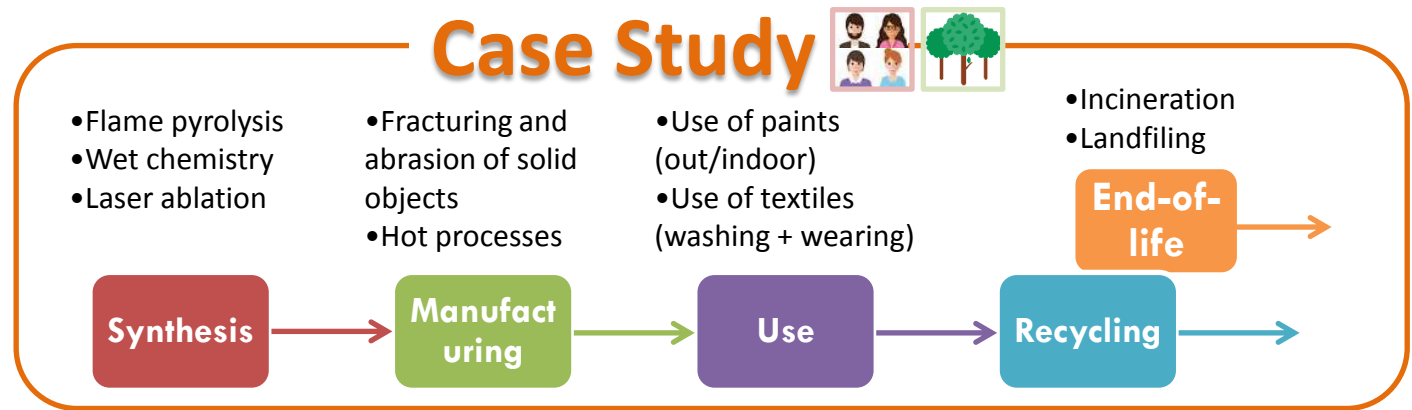 Case Study
•Flame pyrolysis
•Wet chemistry
•Laser ablation
•Fracturing and
abrasion of solid
objects
•Hot processes
•Use of paints
(out/indoor)
•Use of textiles
(washing + wearing)
•Incineration
•Landfiling
End-of-
life
Synthesis
Manufact
uring
Use
Recycling